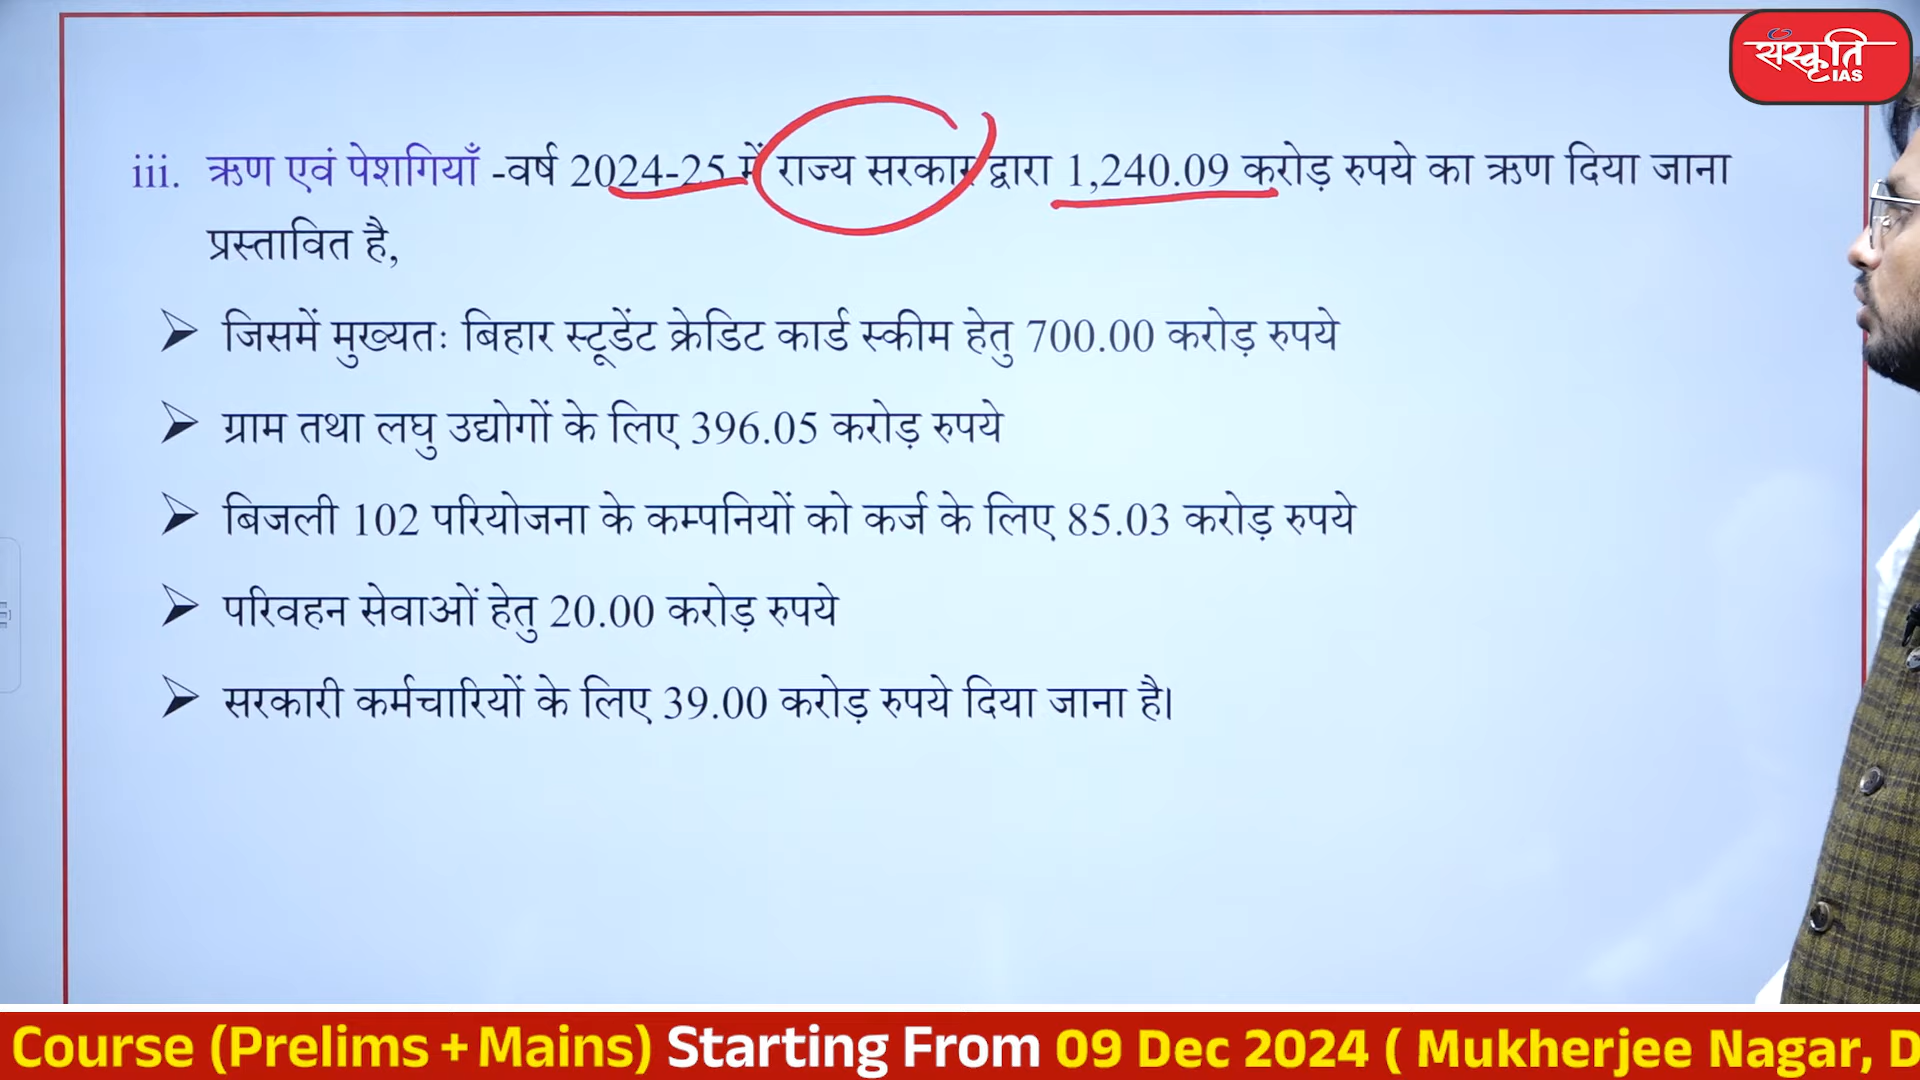 संस्कृति
IAS
iii. ऋण एवं पेशगियाँ -वर्ष 2024-25 में राज्य सरकार द्वारा 1,240.09 करोड़ रुपये का ऋण दिया जाना
प्रस्तावित है,
➢ जिसमें मुख्यतः बिहार स्टूडेंट क्रेडिट कार्ड स्कीम हेतु 700.00 करोड़ रुपये
➢ ग्राम तथा लघु उद्योगों के लिए 396.05 करोड़ रुपये
➢ बिजली 102 परियोजना के कम्पनियों को कर्ज के लिए 85.03 करोड़ रुपये
➢ परिवहन सेवाओं हेतु 20.00 करोड़ रुपये
➢ सरकारी कर्मचारियों के लिए 39.00 करोड़ रुपये दिया जाना है।
Course (Prelims + Mains) Starting From 09 Dec 2024 ( Mukherjee Nagar, D